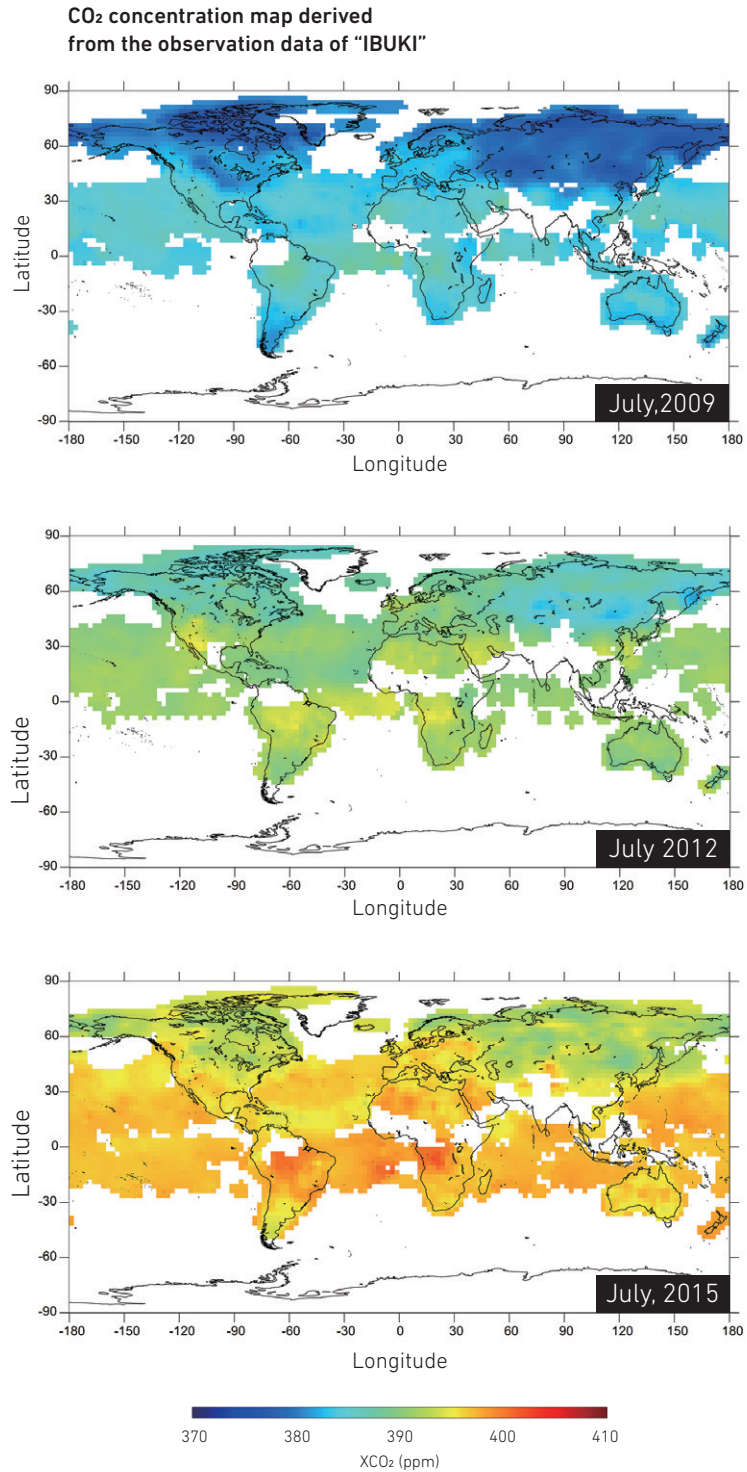 CO₂ concentration map derived
from the observation data of “IBUKI”
90
60
30
0
-30
-60
-90
Latitude
July,2009
-180 -150 -120 -90 -60 -30 0 30 60 90 120 150 180
Longitude
90
60
30
0
-30
-60
-90
Latitude
July 2012
-180 -150 -120 -90 -60 -30 0 30 60 90 120 150 180
Longitude
90
60
30
0
-30
-60
-90
Latitude
July, 2015
-180 -150 -120 -90 -60 -30 0 30 60 90 120 150 180
Longitude
370 380 390 400 410
XCO₂ (ppm)